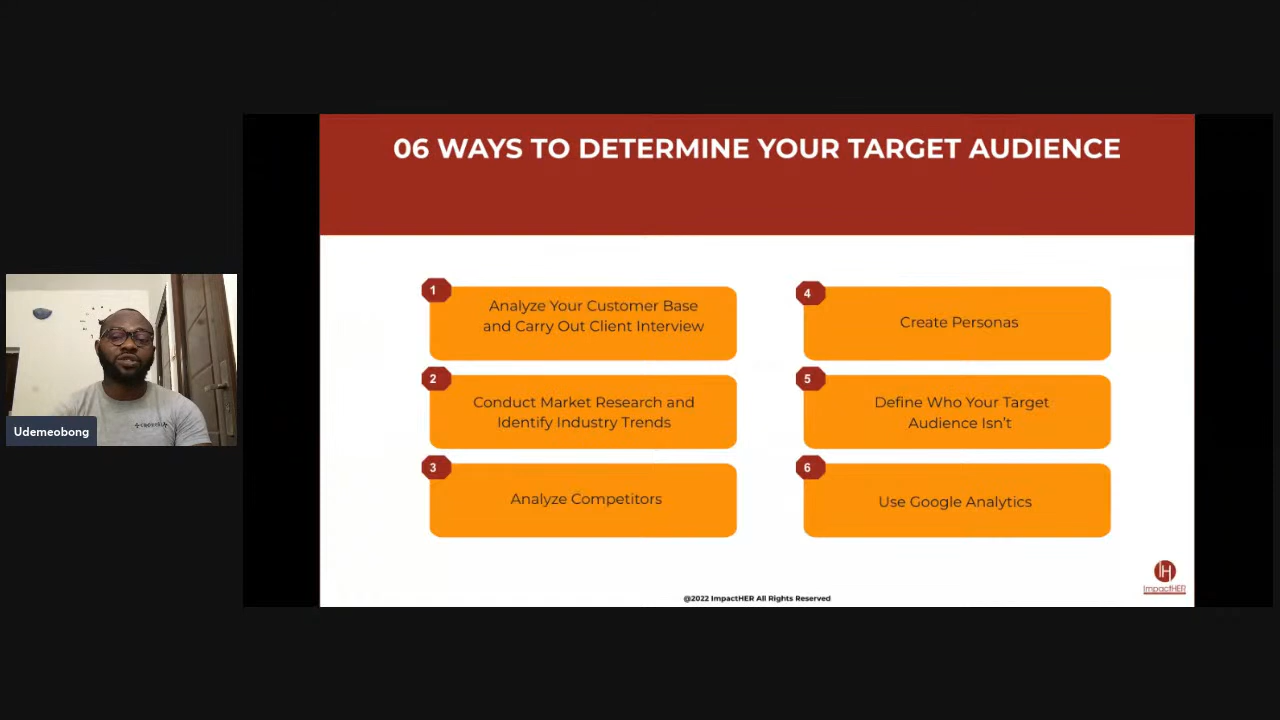 06 WAYS TO DETERMINE YOUR TARGET AUDIENCE
1
Analyze Your Customer Base
and Carry Out Client Interview
2
Conduct Market Research and
Identify Industry Trends
3
Analyze Competitors
4
Create Personas
5
Define Who Your Target
Audience Isn't
6
Use Google Analytics
IH
ImpactHER
@2022 ImpactHER All Rights Reserved
Udemeobong